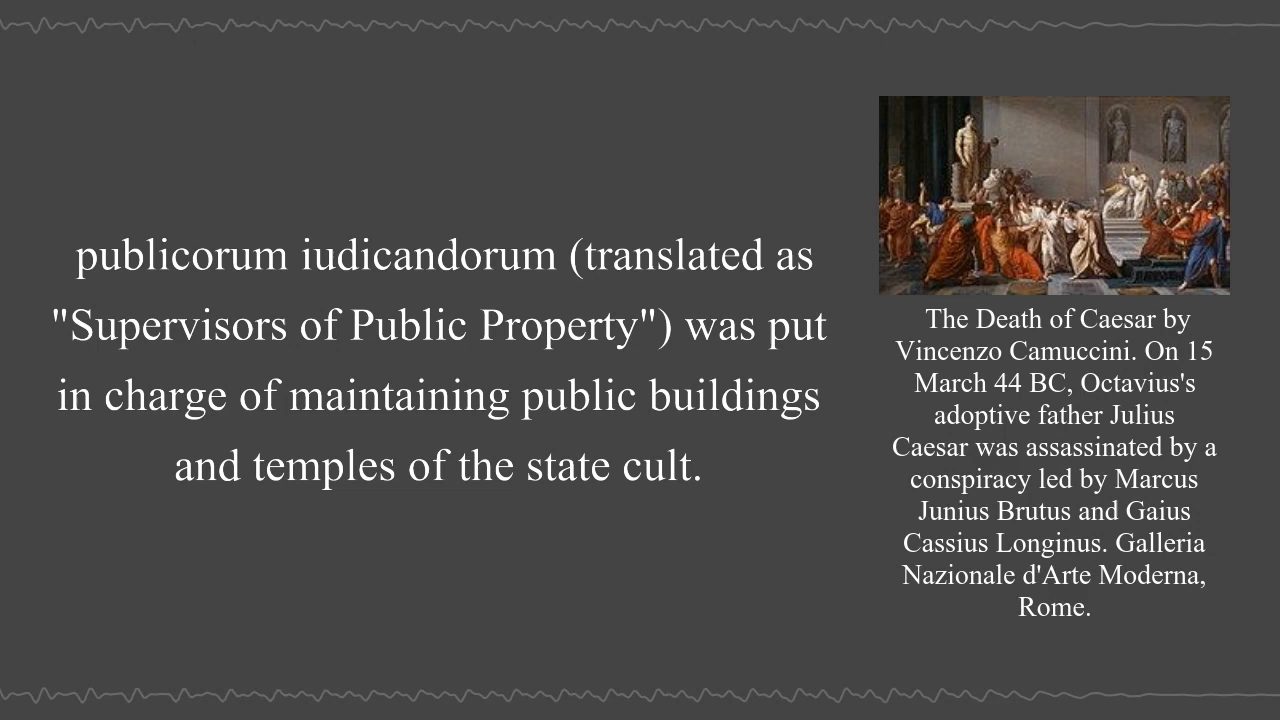 publicorum iudicandorum (translated as
"Supervisors of Public Property") was put
in charge of maintaining public buildings
and temples of the state cult.
The Death of Caesar by
Vincenzo Camuccini. On 15
March 44 BC, Octavius's
adoptive father Julius
Caesar was assassinated by a
conspiracy led by Marcus
Junius Brutus and Gaius
Cassius Longinus. Galleria
Nazionale d'Arte Moderna,
Rome.